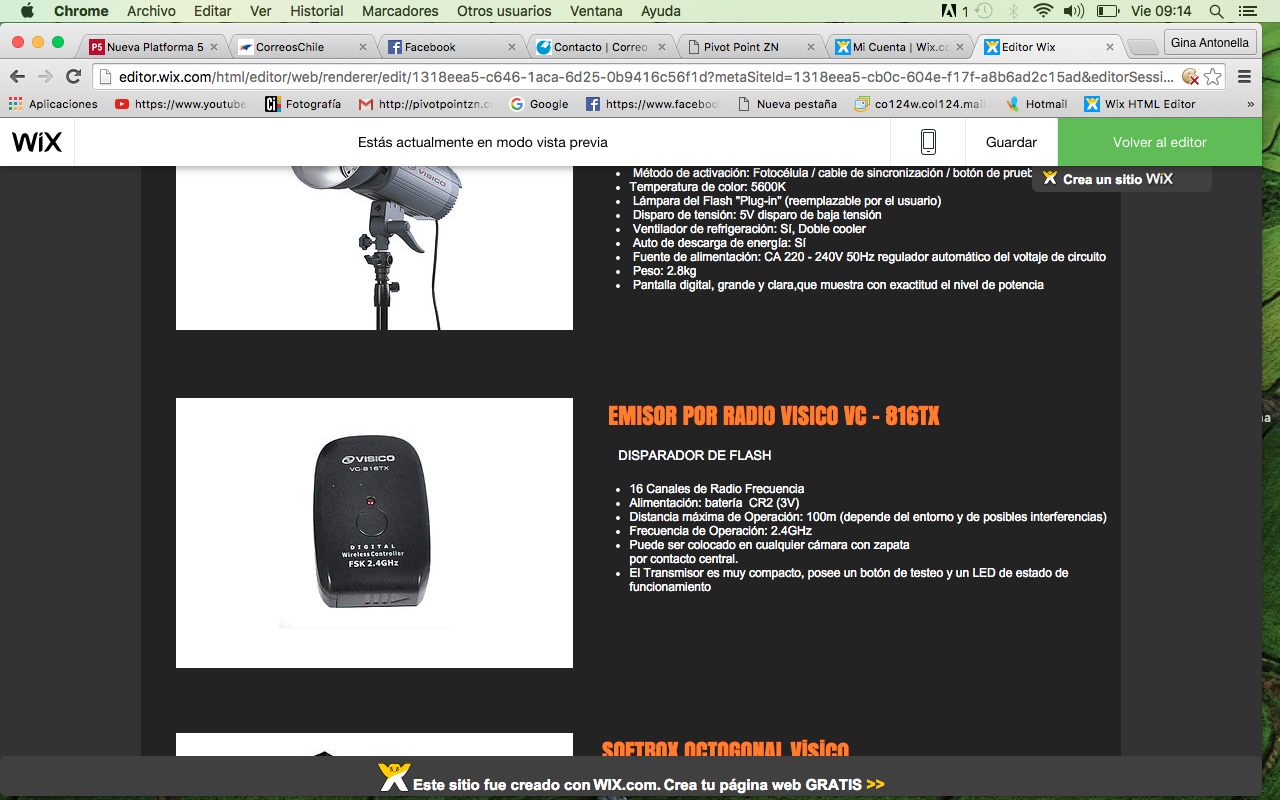 Chrome Archivo Editar Ver Historial Marcadores Otros usuarios Ventana Ayuda 1 Vie 09:14
Nueva Platforma 5 CorreosChile Facebook Contacto | Correo Pivot Point ZN Mi Cuenta | Wix.co Editor Wix Gina Antonella
editor.wix.com/html/editor/web/renderer/edit/1318eea5-c646-1aca-6d25-0b9416c56f1d?metaSiteId=1318eea5-cb0c-604e-f17f-a8b6ad2c15ad&editorSessi...
Aplicaciones https://www.youtube Fotografía http://pivotpointzn.c Google https://www.faceboo Nueva pestaña co124w.col124.mail. Hotmail Wix HTML Editor »
WiX Estás actualmente en modo vista previa Guardar Volver al editor
Crea un sitio WiX
VISICO
• Método de activación: Fotocélula / cable de sincronización / botón de prueb
• Temperatura de color: 5600K
• Lámpara del Flash "Plug-in” (reemplazable por el usuario)
• Disparo de tensión: 5V disparo de baja tensión
• Ventilador de refrigeración: Sí, Doble cooler
• Auto de descarga de energía: Sí
• Fuente de alimentación: CA 220 - 240V 50Hz regulador automático del voltaje de circuito
• Peso: 2.8kg
• Pantalla digital, grande y clara,que muestra con exactitud el nivel de potencia
VISICO
VC-816TX
DIGITAL
Wireless Controller
FSK 2.4GHz
EMISOR POR RADIO VISICO VC - 816TX
DISPARADOR DE FLASH
• 16 Canales de Radio Frecuencia
• Alimentación: batería CR2 (3V)
• Distancia máxima de Operación: 100m (depende del entorno y de posibles interferencias)
• Frecuencia de Operación: 2.4GHz
• Puede ser colocado en cualquier cámara con zapata
por contacto central.
• El Transmisor es muy compacto, posee un botón de testeo y un LED de estado de
funcionamiento
SOFTBOX OCTOGONAL VíSíCO
Este sitio fue creado con WIX.com. Crea tu página web GRATIS >>